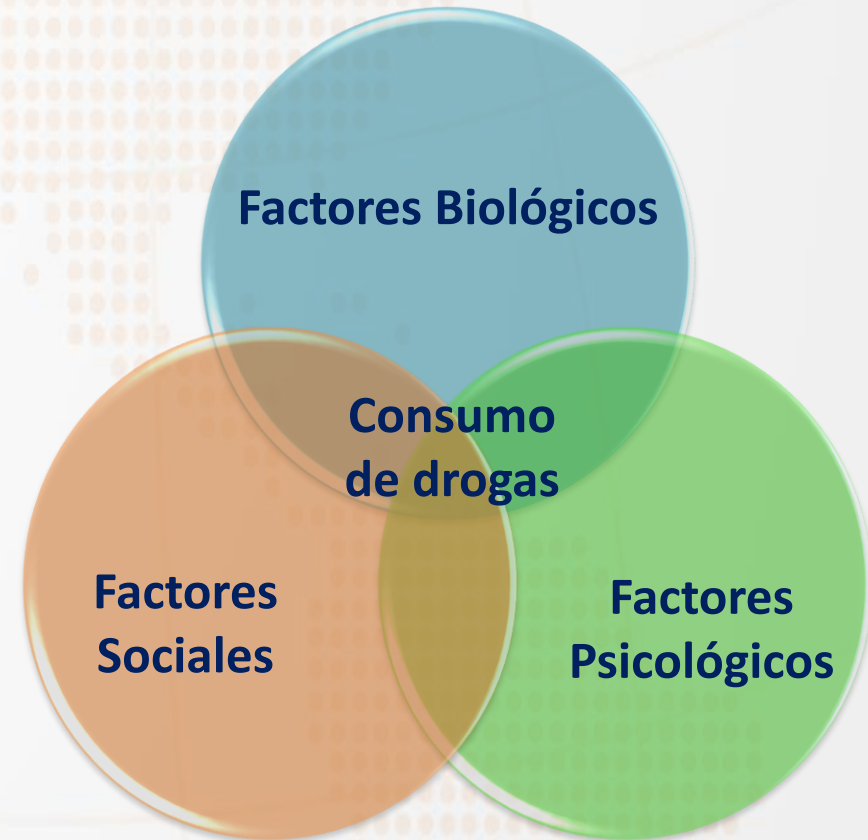 Factores Biológicos
Consumo
de drogas
Factores
Sociales
Factores
Psicológicos